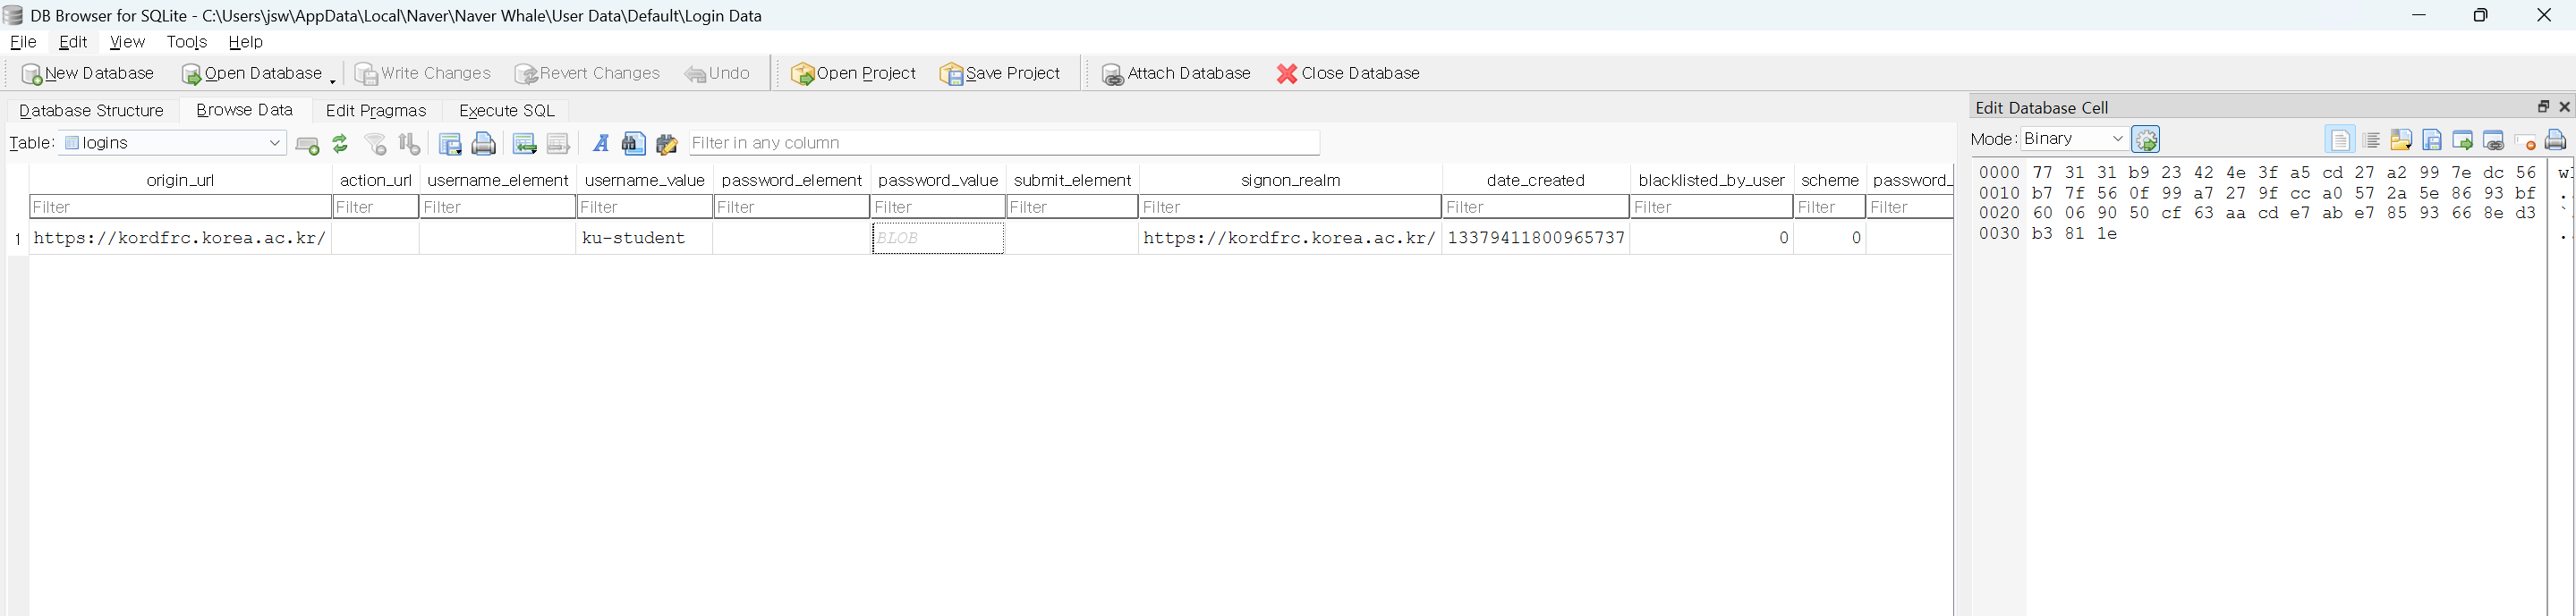 DB Browser for SQLite - C:\Users\jsw\AppData\Local\Naver\Naver Whale\User Data\Default\Login Data
File Edit View Tools Help
New Database Open Database Write Changes Revert Changes Undo Open Project Save Project Attach Database Close Database
Database Structure Browse Data Edit Pragmas Execute SQL
Table: logins Filter in any column
origin_url action_url username_element username_value password_element password_value submit_element signon_realm date_created blacklisted_by_user scheme password_
Filter Filter Filter Filter Filter Filter Filter Filter Filter Filter Filter Filter
1 https://kordfrc.korea.ac.kr/ ku-student BLOB https://kordfrc.korea.ac.kr/ 13379411800965737 0 0
Edit Database Cell
Mode: Binary
0000 77 31 31 b9 23 42 4e 3f a5 cd 27 a2 99 7e dc 56
0010 b7 7f 56 0f 99 a7 27 9f cc a0 57 2a 5e 86 93 bf
0020 60 06 90 50 cf 63 aa cd e7 ab e7 85 93 66 8e d3
0030 b3 81 1e